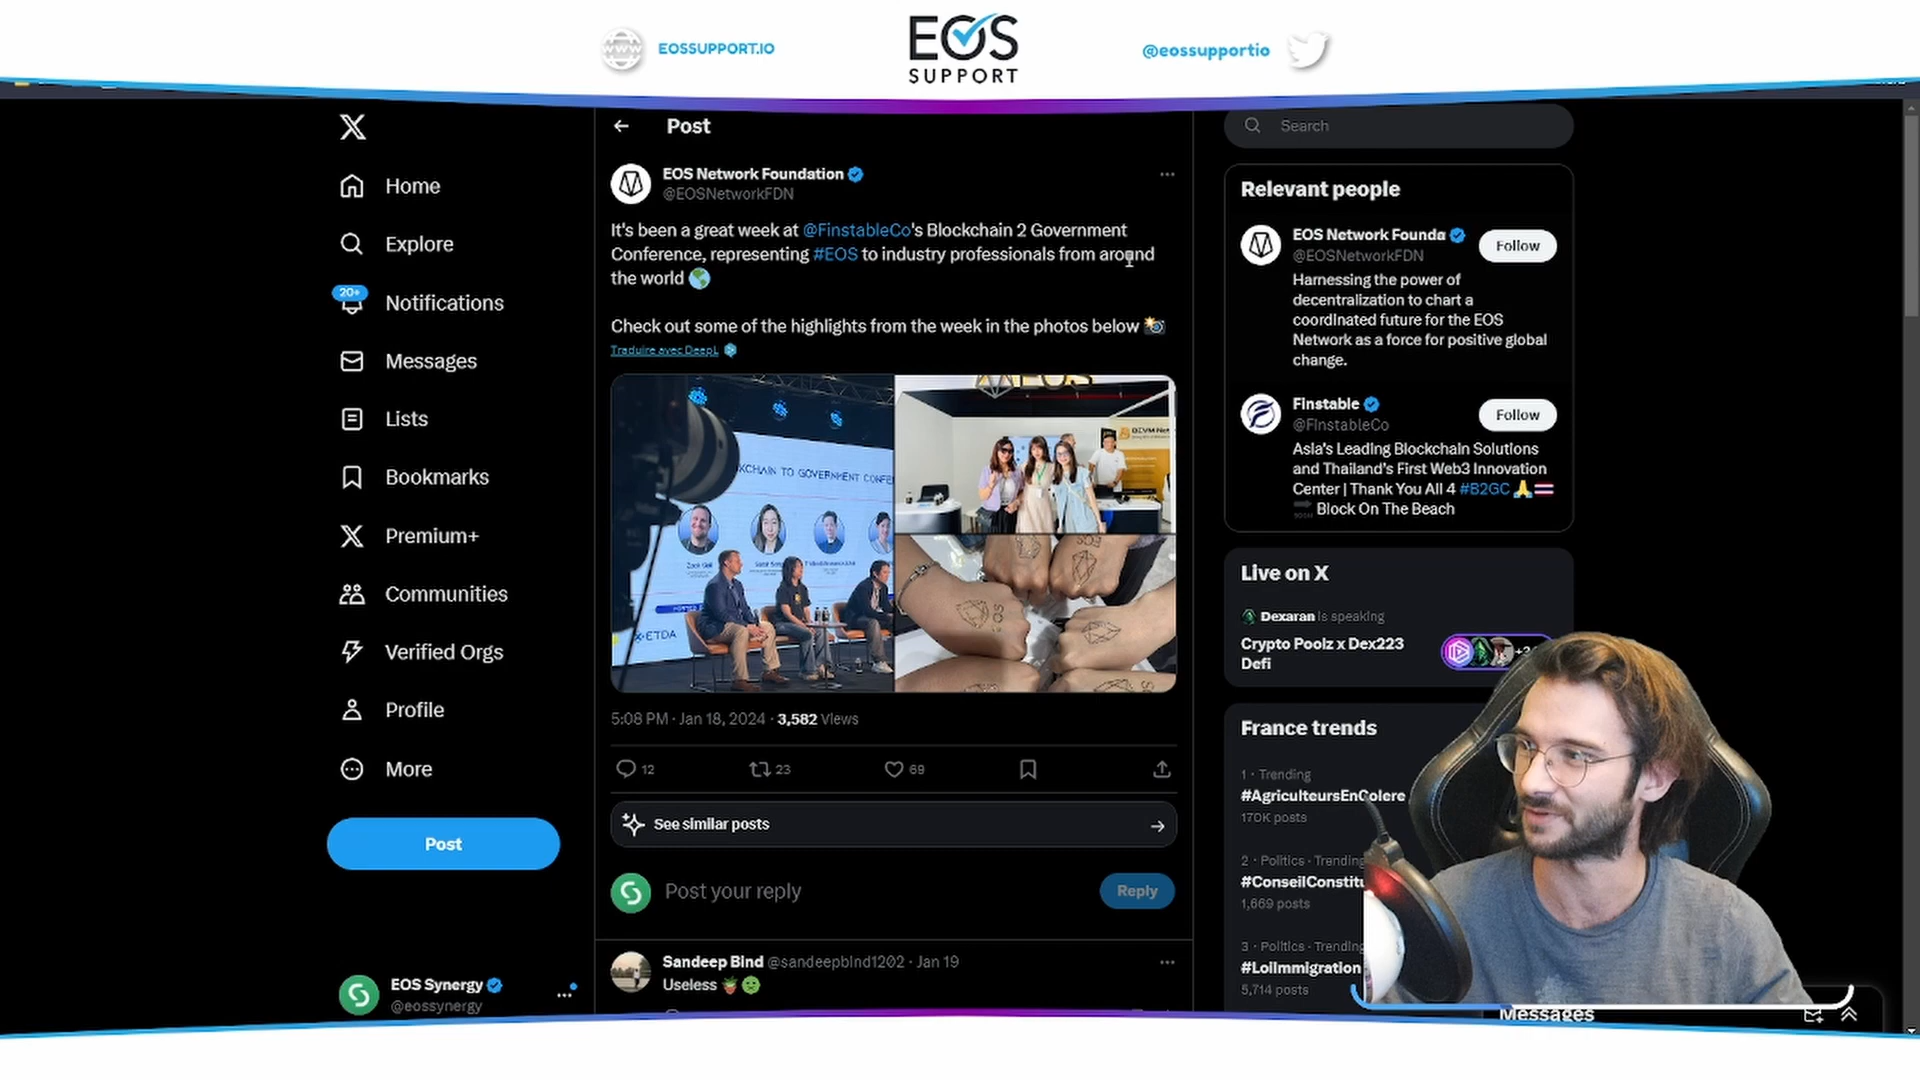 EOSSUPPORT.IO
EOS
SUPPORT
@eossupportio
Home
Explore
20+
Notifications
Messages
Lists
Bookmarks
Premium+
Communities
Verified Orgs
Profile
More
Post
EOS Synergy
@eossynergy
Post
EOS Network Foundation
@EOSNetworkFDN
It's been a great week at @FinstableCo's Blockchain 2 Government
Conference, representing #EOS to industry professionals from around
the world
Check out some of the highlights from the week in the photos below
Traduire avec DeepL
KCHAIN TO GOVERNMENT CONFE
ETDA
EOS
5:08 PM · Jan 18, 2024 · 3,582 Views
12
23
69
See similar posts
Post your reply
Reply
Sandeep Bind @sandeepbind1202 · Jan 19
Useless
Search
Relevant people
EOS Network Founda
@EOSNetworkFDN
Follow
Harnessing the power of
decentralization to chart a
coordinated future for the EOS
Network as a force for positive global
change.
Finstable
@FinstableCo
Follow
Asia's Leading Blockchain Solutions
and Thailand's First Web3 Innovation
Center | Thank You All 4 #B2GC
Block On The Beach
Live on X
Dexaran is speaking
Crypto Poolz x Dex223
Defi
France trends
1 · Trending
#AgriculteursEnColere
170K posts
2 · Politics · Trending
#ConseilConstitu
1,669 posts
3 · Politics · Trending
#LoiImmigration
5,714 posts
Messages